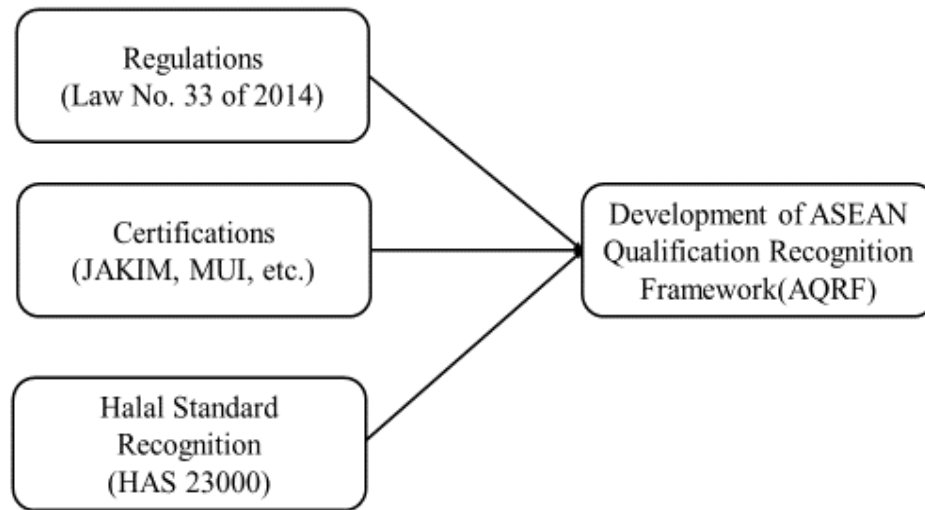 Regulations
(Law No. 33 of 2014)
Certifications
(JAKIM, MUI, etc.)
Halal Standard
Recognition
(HAS 23000)
Development of ASEAN
Qualification Recognition
Framework(AQRF)